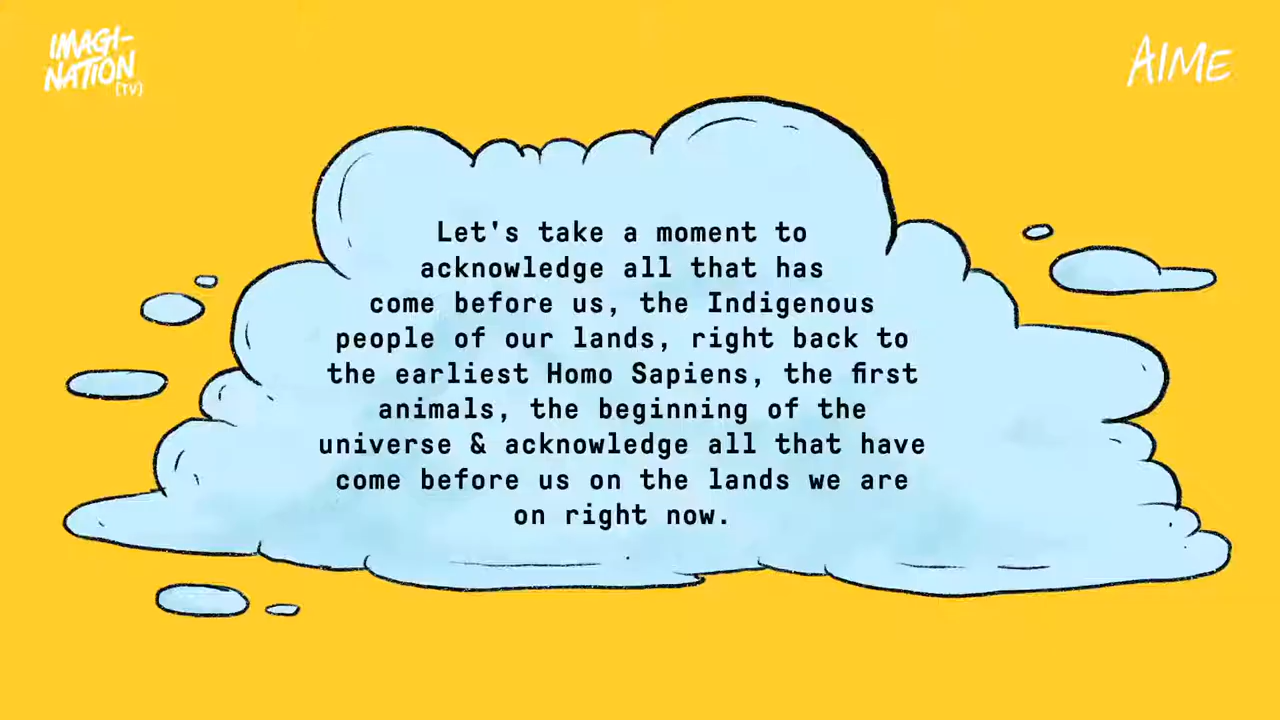 IMAGI-
NATION
(TV)
AIME
Let's take a moment to
acknowledge all that has
come before us, the Indigenous
people of our lands, right back to
the earliest Homo Sapiens, the first
animals, the beginning of the
universe & acknowledge all that have
come before us on the lands we are
on right now.